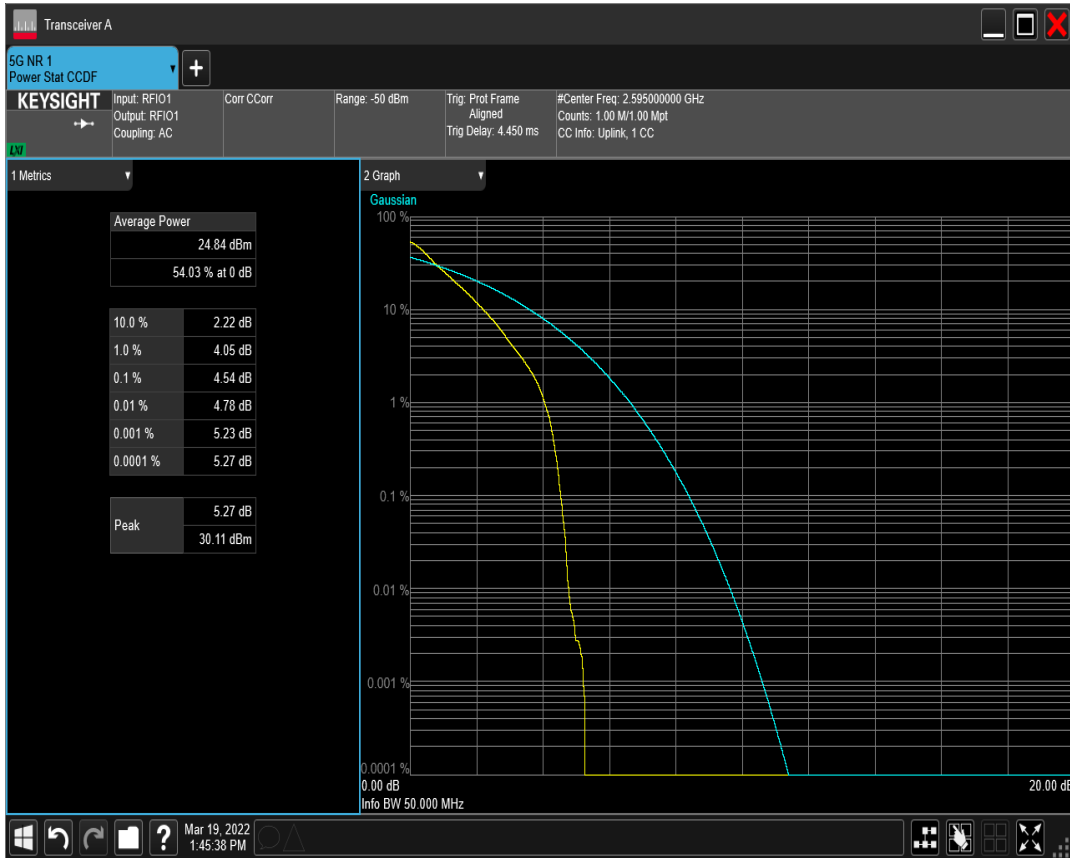 Transceiver A
5G NR 1
Power Stat CCDF
KEYSIGHT
LXI
Input: RFIO1
Output: RFIO1
Coupling: AC
Corr CCorr
Range: -50 dBm
Trig: Prot Frame
Aligned
Trig Delay: 4.450 ms
#Center Freq: 2.595000000 GHz
Counts: 1.00 M/1.00 Mpt
CC Info: Uplink, 1 CC
1 Metrics
Average Power
24.84 dBm
54.03 % at 0 dB
10.0 % 2.22 dB
1.0 % 4.05 dB
0.1 % 4.54 dB
0.01 % 4.78 dB
0.001 % 5.23 dB
0.0001 % 5.27 dB
Peak 5.27 dB
30.11 dBm
2 Graph
Gaussian
100 %
10 %
1 %
0.1 %
0.01 %
0.001 %
0.0001 %
0.00 dB 20.00 dB
Info BW 50.000 MHz
Mar 19, 2022
1:45:38 PM